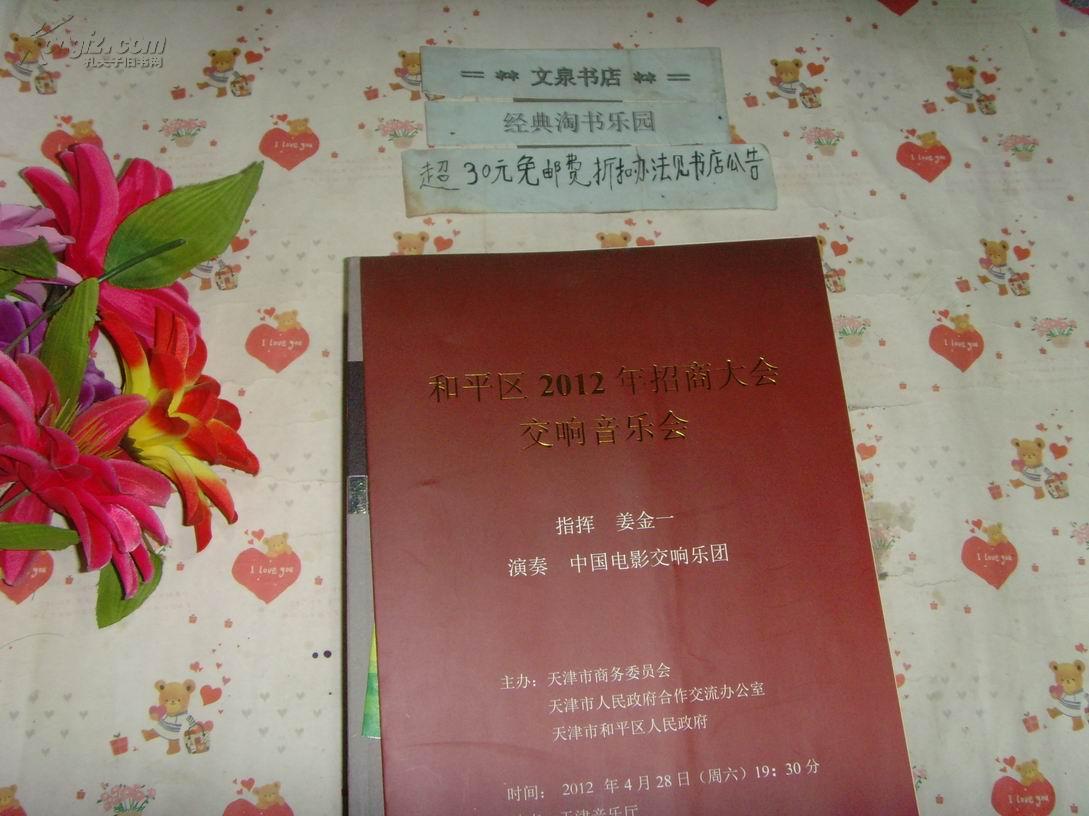 Kongfz.com
孔夫子旧书网
= ** 文泉书店 ** =
经典淘书乐园
超30元免邮费折扣办法见书店公告
I love you
I love you
I love you
I love you
I love you
I love you
I love you
和平区 2012 年招商大会
交响音乐会
指挥 姜金一
演奏 中国电影交响乐团
主办：天津市商务委员会
天津市人民政府合作交流办公室
天津市和平区人民政府
时间： 2012 年 4 月 28 日（周六）19：30分
天津音乐厅